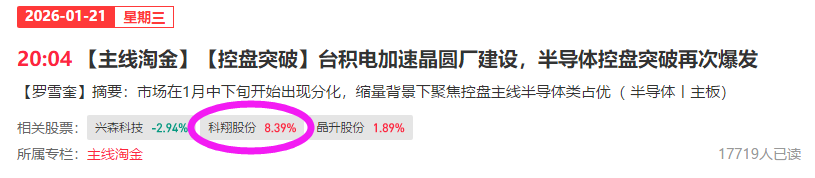 2026-01-21 星期三
20:04 【主线淘金】【控盘突破】台积电加速晶圆厂建设，半导体控盘突破再次爆发
【罗雪奎】摘要：市场在1月中下旬开始出现分化，缩量背景下聚焦控盘主线半导体类占优（半导体丨主板）
相关股票： 兴森科技 -2.94% 科翔股份 8.39% 晶升股份 1.89%
所属专栏：主线淘金 17719人已读